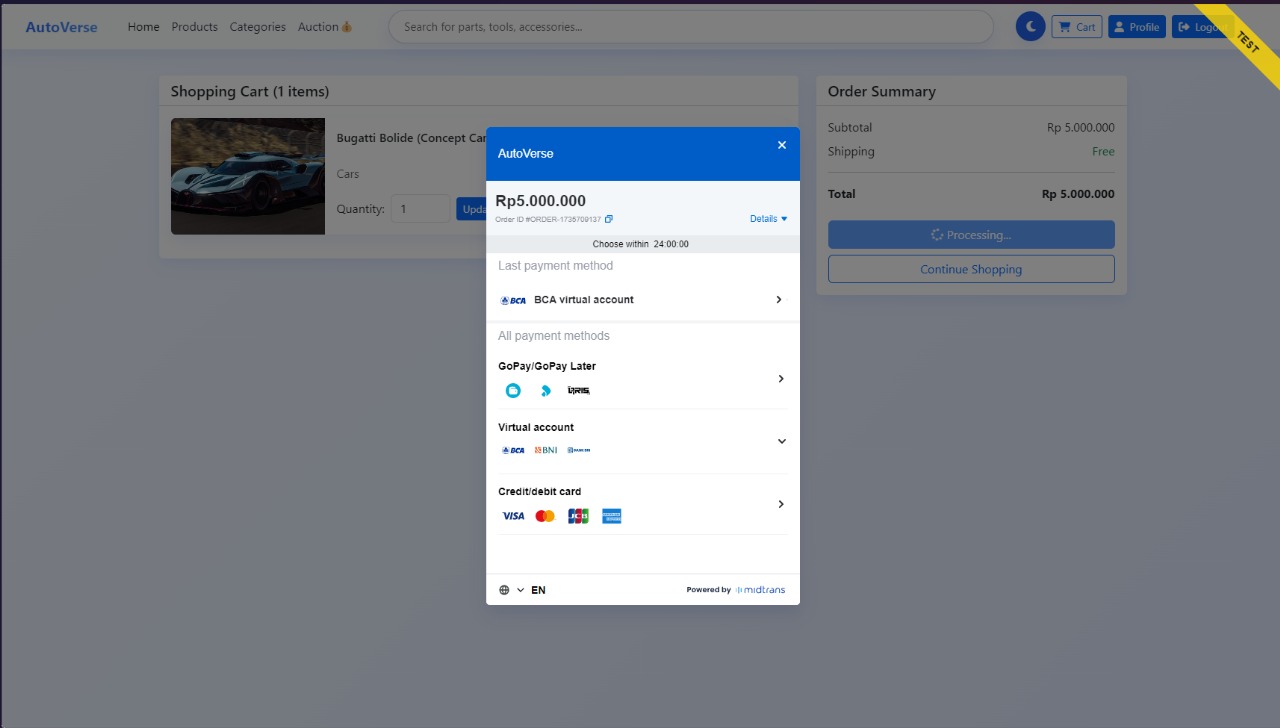 AutoVerse
Home
Products
Categories
Auction
Search for parts, tools, accessories...
Cart
Profile
Logout
TEST
Shopping Cart (1 items)
Bugatti Bolide (Concept Car
Cars
Quantity:
1
Order Summary
Subtotal Rp 5.000.000
Shipping Free
Total Rp 5.000.000
Processing...
Continue Shopping
AutoVerse
Rp5.000.000
Order ID #ORDER-1735709137
Details
Choose within 24:00:00
Last payment method
BCA BCA virtual account
All payment methods
GoPay/GoPay Later
QRIS
Virtual account
BCA BNI
Credit/debit card
VISA JCB
EN
Powered by midtrans